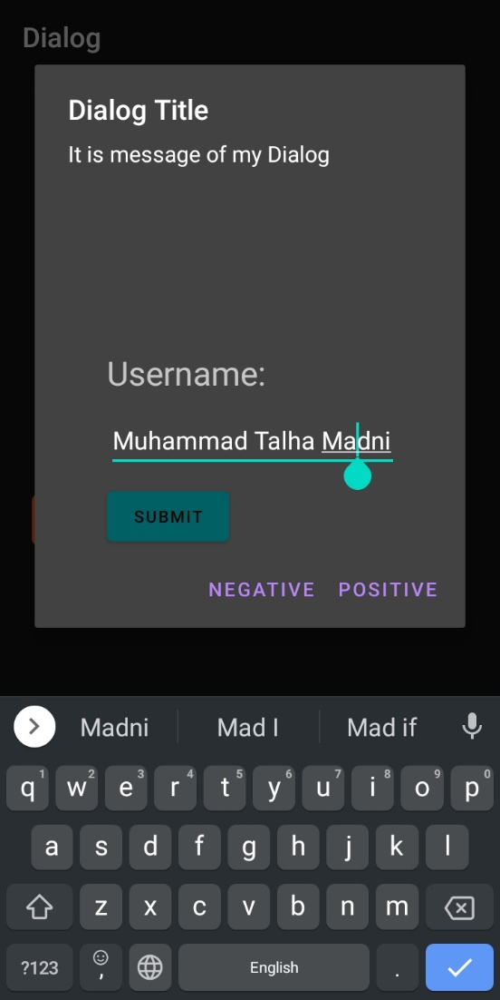 Dialog
Dialog Title
It is message of my Dialog
Username:
Muhammad Talha Madni
SUBMIT
NEGATIVE POSITIVE
Madni Mad I Mad if
q1 w2 e3 r4 t5 y6 u7 i8 o9 p0
a s d f g h j k l
z x c v b n m
?123 , English .